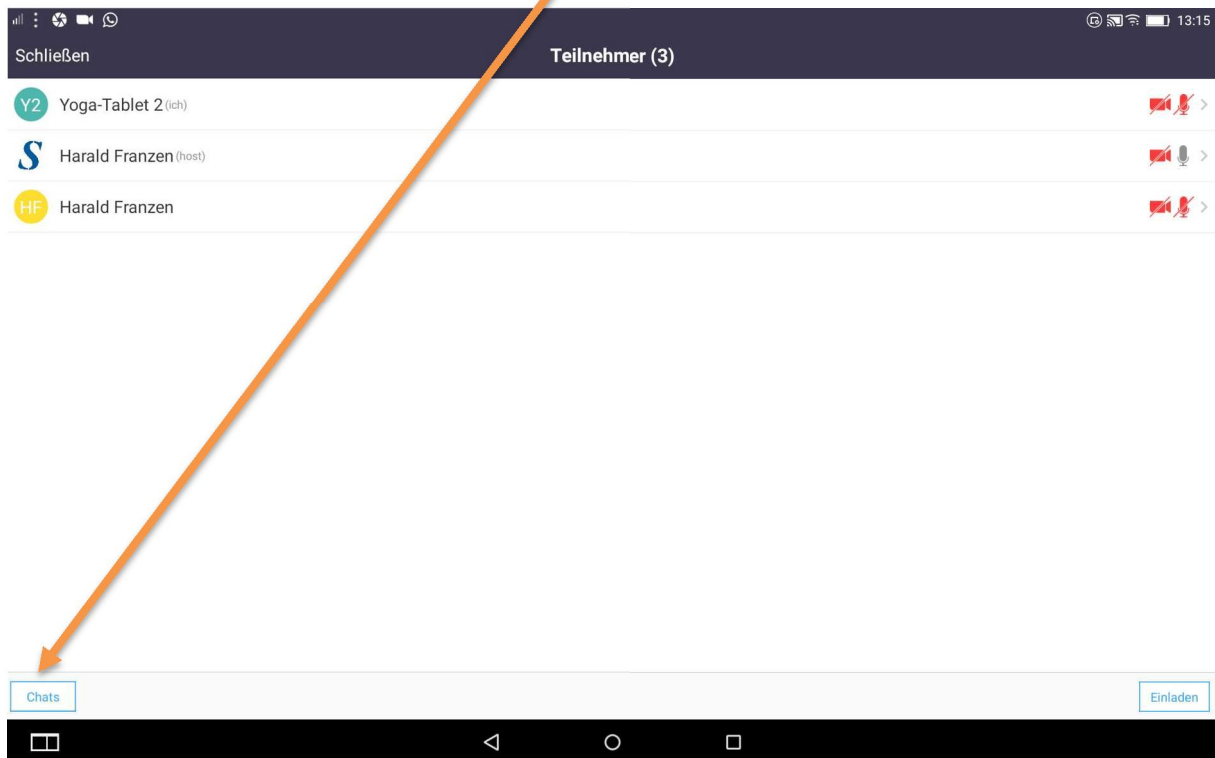 13:15
Schließen Teilnehmer (3)
Y2 Yoga-Tablet 2 (ich)
S Harald Franzen (host)
HF Harald Franzen
Chats Einladen